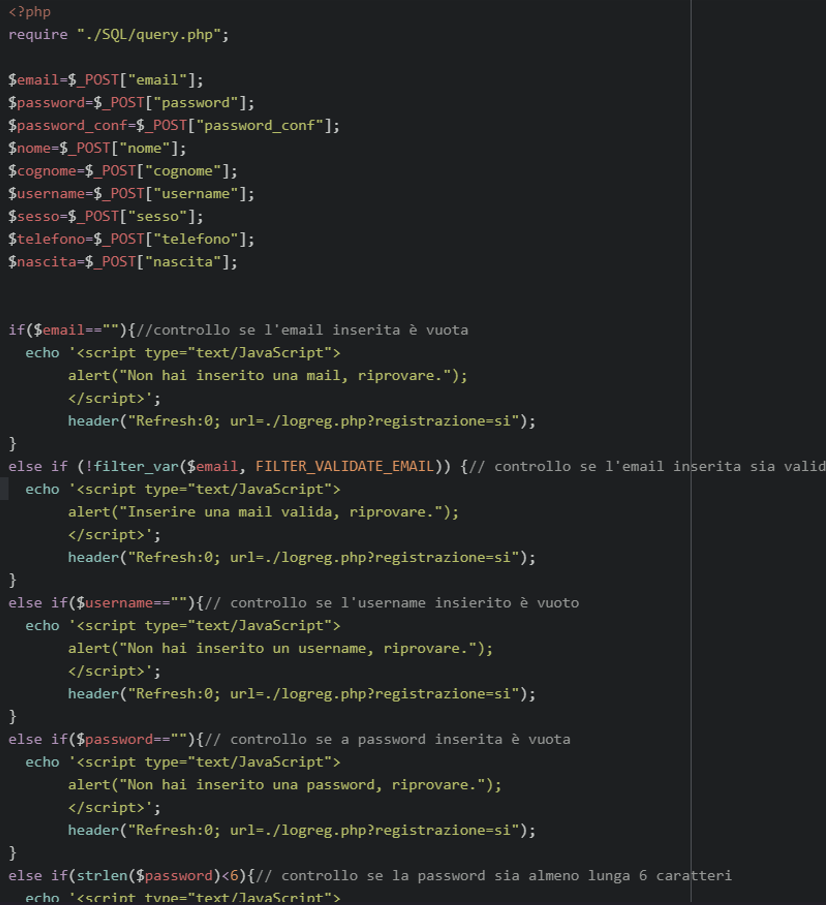 <?php
require "./SQL/query.php";
$email=$_POST["email"];
$password=$_POST["password"];
$password_conf=$_POST["password_conf"];
$nome=$_POST["nome"];
$cognome=$_POST["cognome"];
$username=$_POST["username"];
$sesso=$_POST["sesso"];
$telefono=$_POST["telefono"];
$nascita=$_POST["nascita"];
if($email==""){//controllo se l'email inserita è vuota
echo '<script type="text/JavaScript">
alert("Non hai inserito una mail, riprovare.");
</script>';
header("Refresh:0; url=./logreg.php?registrazione=si");
}
else if (!filter_var($email, FILTER_VALIDATE_EMAIL)) {// controllo se l'email inserita sia valid
echo '<script type="text/JavaScript">
alert("Inserire una mail valida, riprovare.");
</script>';
header("Refresh:0; url=./logreg.php?registrazione=si");
}
else if($username==""){// controllo se l'username insierito è vuoto
echo '<script type="text/JavaScript">
alert("Non hai inserito un username, riprovare.");
</script>';
header("Refresh:0; url=./logreg.php?registrazione=si");
}
else if($password==""){// controllo se a password inserita è vuota
echo '<script type="text/JavaScript">
alert("Non hai inserito una password, riprovare.");
</script>';
header("Refresh:0; url=./logreg.php?registrazione=si");
}
else if(strlen($password)<6){// controllo se la password sia almeno lunga 6 caratteri
echo '<script type="text/JavaScript">